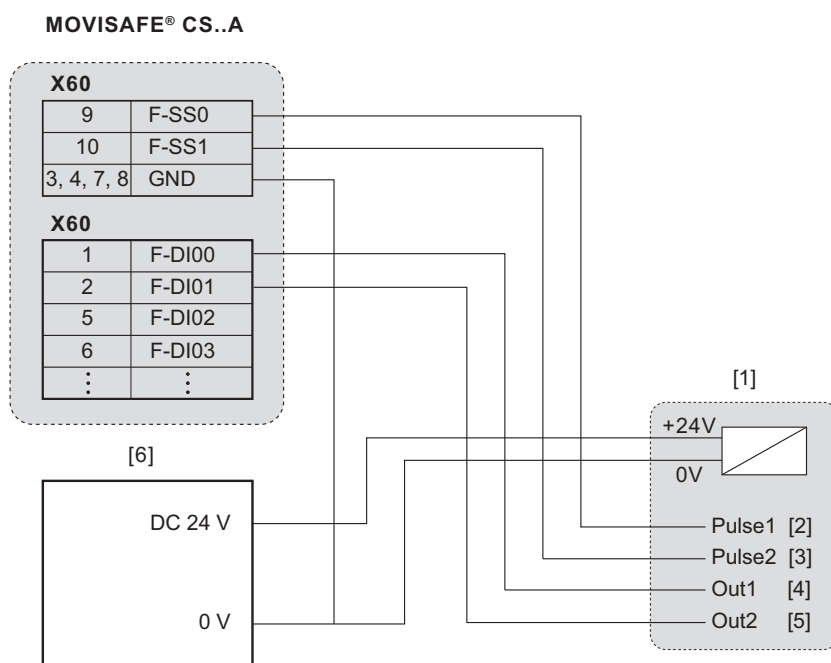 MOVISAFE® CS..A
X60
9 F-SS0
10 F-SS1
3, 4, 7, 8 GND
X60
1 F-DI00
2 F-DI01
5 F-DI02
6 F-DI03
⋮ ⋮
[1]
+24V
0V
[6]
DC 24 V
0 V
Pulse1 [2]
Pulse2 [3]
Out1 [4]
Out2 [5]